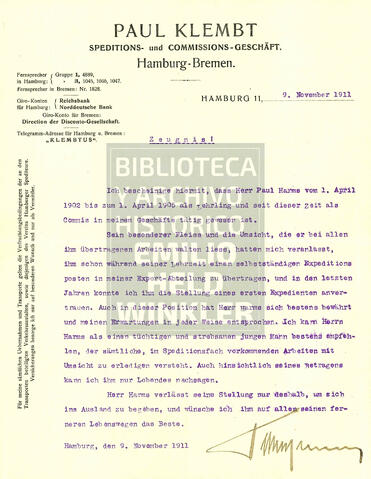 PAUL KLEMBT
SPEDITIONS- und COMMISSIONS-GESCHÄFT.
Hamburg-Bremen.
Fernsprecher Gruppe 1, 4889,
in Hamburg: 1045, 1066, 1047.
Fernsprecher in Bremen: Nr. 1828.
Giro-Konten Reichsbank
für Hamburg: Norddeutsche Bank
Giro-Konto für Bremen:
Direction der Disconto-Gesellschaft.
Telegramm-Adresse für Hamburg u. Bremen:
"KLEMBTUS"
HAMBURG 11, 9. November 1911
Zeugnis!
Ich bescheinige hiermit, dass Herr Paul Harms vom 1. April
1902 bis zum 1. April 1905 als Lehrling und seit dieser Zeit als
Commis in meinem Geschäfte tätig gewesen ist.
Sein besonderer Fleiss und die Umsicht, die er bei allen
ihm übertragenen Arbeiten walten liess, hatten mich veranlasst,
ihm schon während seiner Lehrzeit einen selbstständigen Expeditions
posten in meiner Export-Abteilung zu übertragen, und in den letzten
Jahren konnte ich ihm die Stellung eines ersten Expedienten anver-
trauen. Auch in dieser Position hat Herr Harms sich bestens bewährt
und meinen Erwartungen in jeder Weise entsprochen. Ich kann Herrn
Harms als einen tüchtigen und strebsamen jungen Mann bestens empfeh-
len, der sämtliche, im Speditionsfach vorkommenden Arbeiten mit
Umsicht zu erledigen versteht. Auch hinsichtlich seines Betragens
kann ich ihm nur Lobendes nachsagen.
Herr Harms verlässt seine Stellung nur deshalb, um sich
ins Ausland zu begeben, und wünsche ich ihm auf allen seinen fer-
neren Lebenswegen das Beste.
Hamburg, den 9. November 1911
BIBLIOTECA
HISTORICO